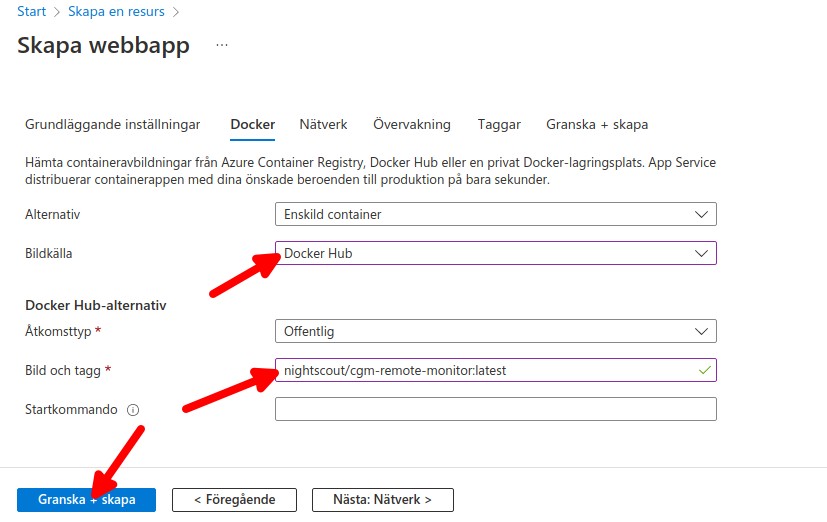 Start > Skapa en resurs >
Skapa webbapp ...
Grundläggande inställningar Docker Nätverk Övervakning Taggar Granska + skapa
Hämta containeravbildningar från Azure Container Registry, Docker Hub eller en privat Docker-lagringsplats. App Service
distribuerar containerappen med dina önskade beroenden till produktion på bara sekunder.
Alternativ Enskild container
Bildkälla Docker Hub
Docker Hub-alternativ
Åtkomsttyp * Offentlig
Bild och tagg * nightscout/cgm-remote-monitor:latest
Startkommando
Granska + skapa < Föregående Nästa: Nätverk >